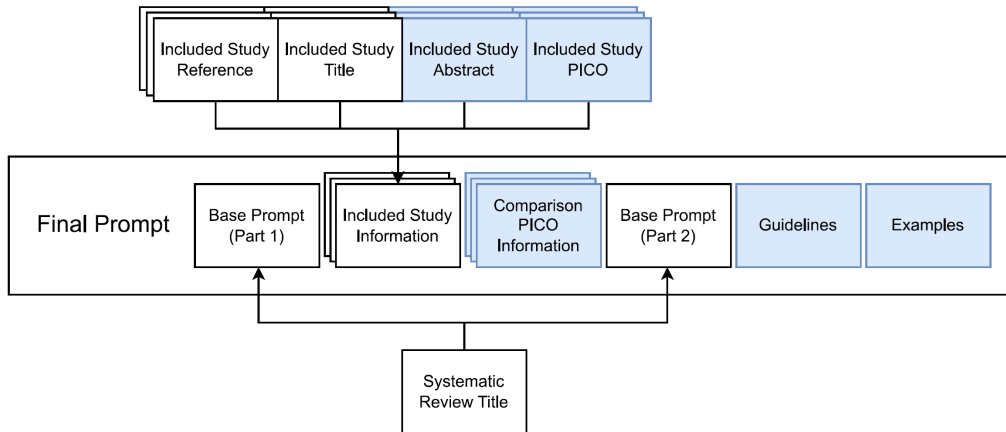 Included Study
Reference
Included Study
Title
Included Study
Abstract
Included Study
PICO
Final Prompt
Base Prompt
(Part 1)
Included Study
Information
Comparison
PICO
Information
Base Prompt
(Part 2)
Guidelines
Examples
Systematic
Review Title